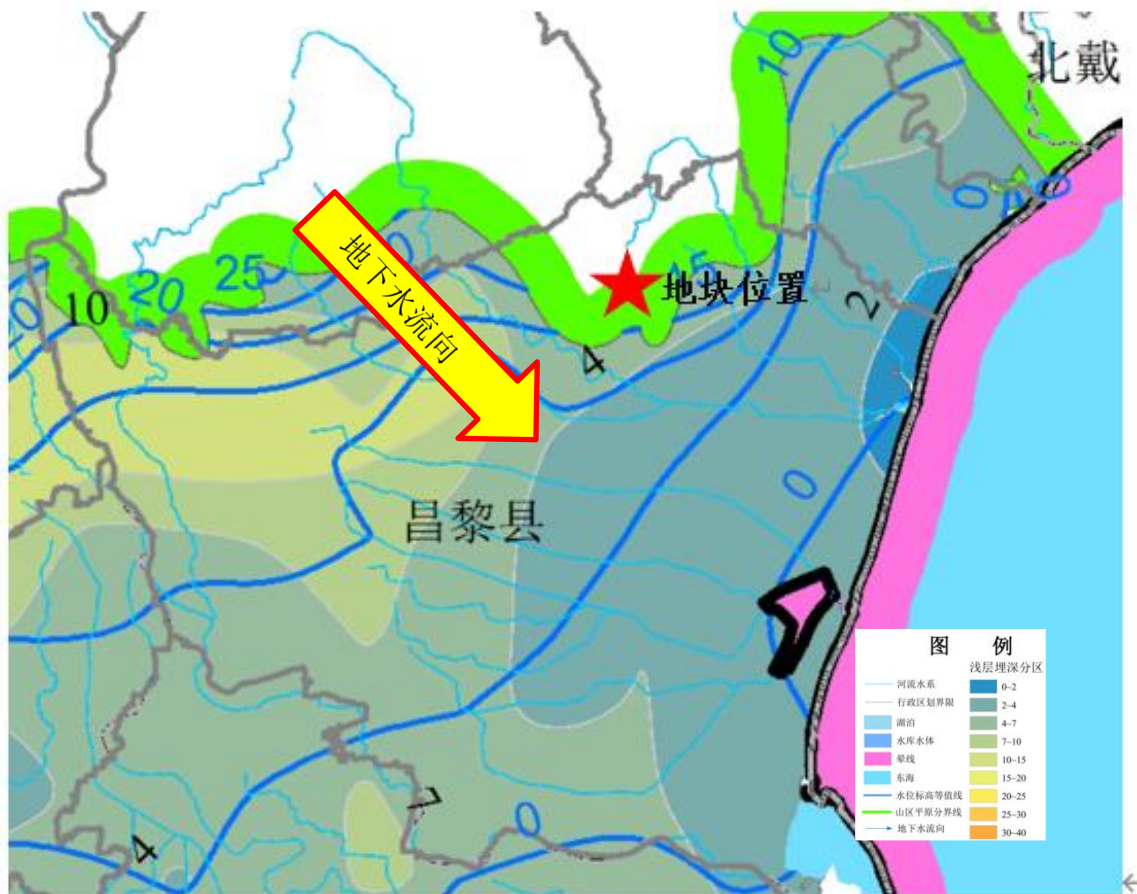 北戴
10
0
10
25
20
10
0
地下水流向
15
地块位置
2
4
0
昌黎县
7
0
4
图 例
浅层埋深分区
河流水系
0~2
行政区划界限
2~4
湖泊
4~7
水库水体
7~10
晕线
10~15
东海
15~20
水位标高等值线
20~25
山区平原分界线
25~30
地下水流向
30~40